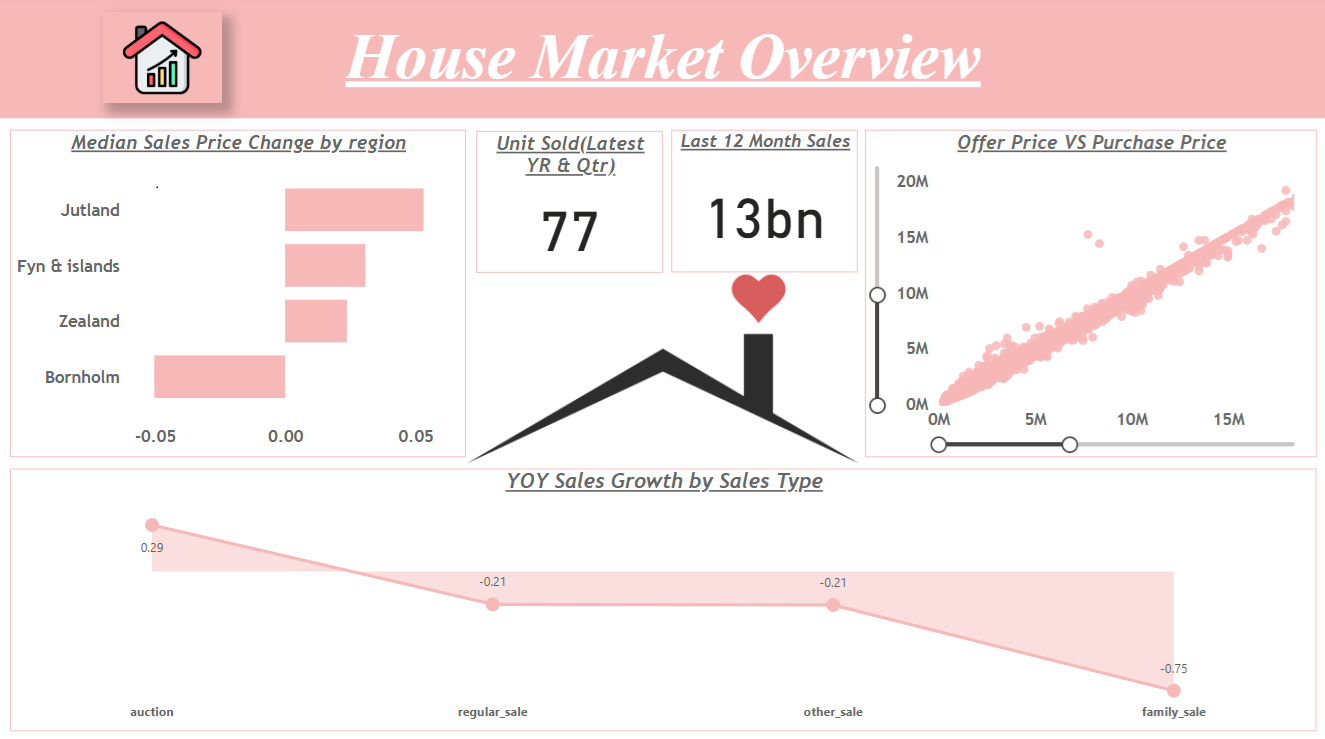 House Market Overview
Median Sales Price Change by region
Jutland
Fyn & islands
Zealand
Bornholm
-0.05 0.00 0.05
Unit Sold(Latest
YR & Qtr)
77
Last 12 Month Sales
13bn
Offer Price VS Purchase Price
20M
15M
10M
5M
0M
0M 5M 10M 15M
YOY Sales Growth by Sales Type
0.29
-0.21
-0.21
-0.75
auction regular_sale other_sale family_sale